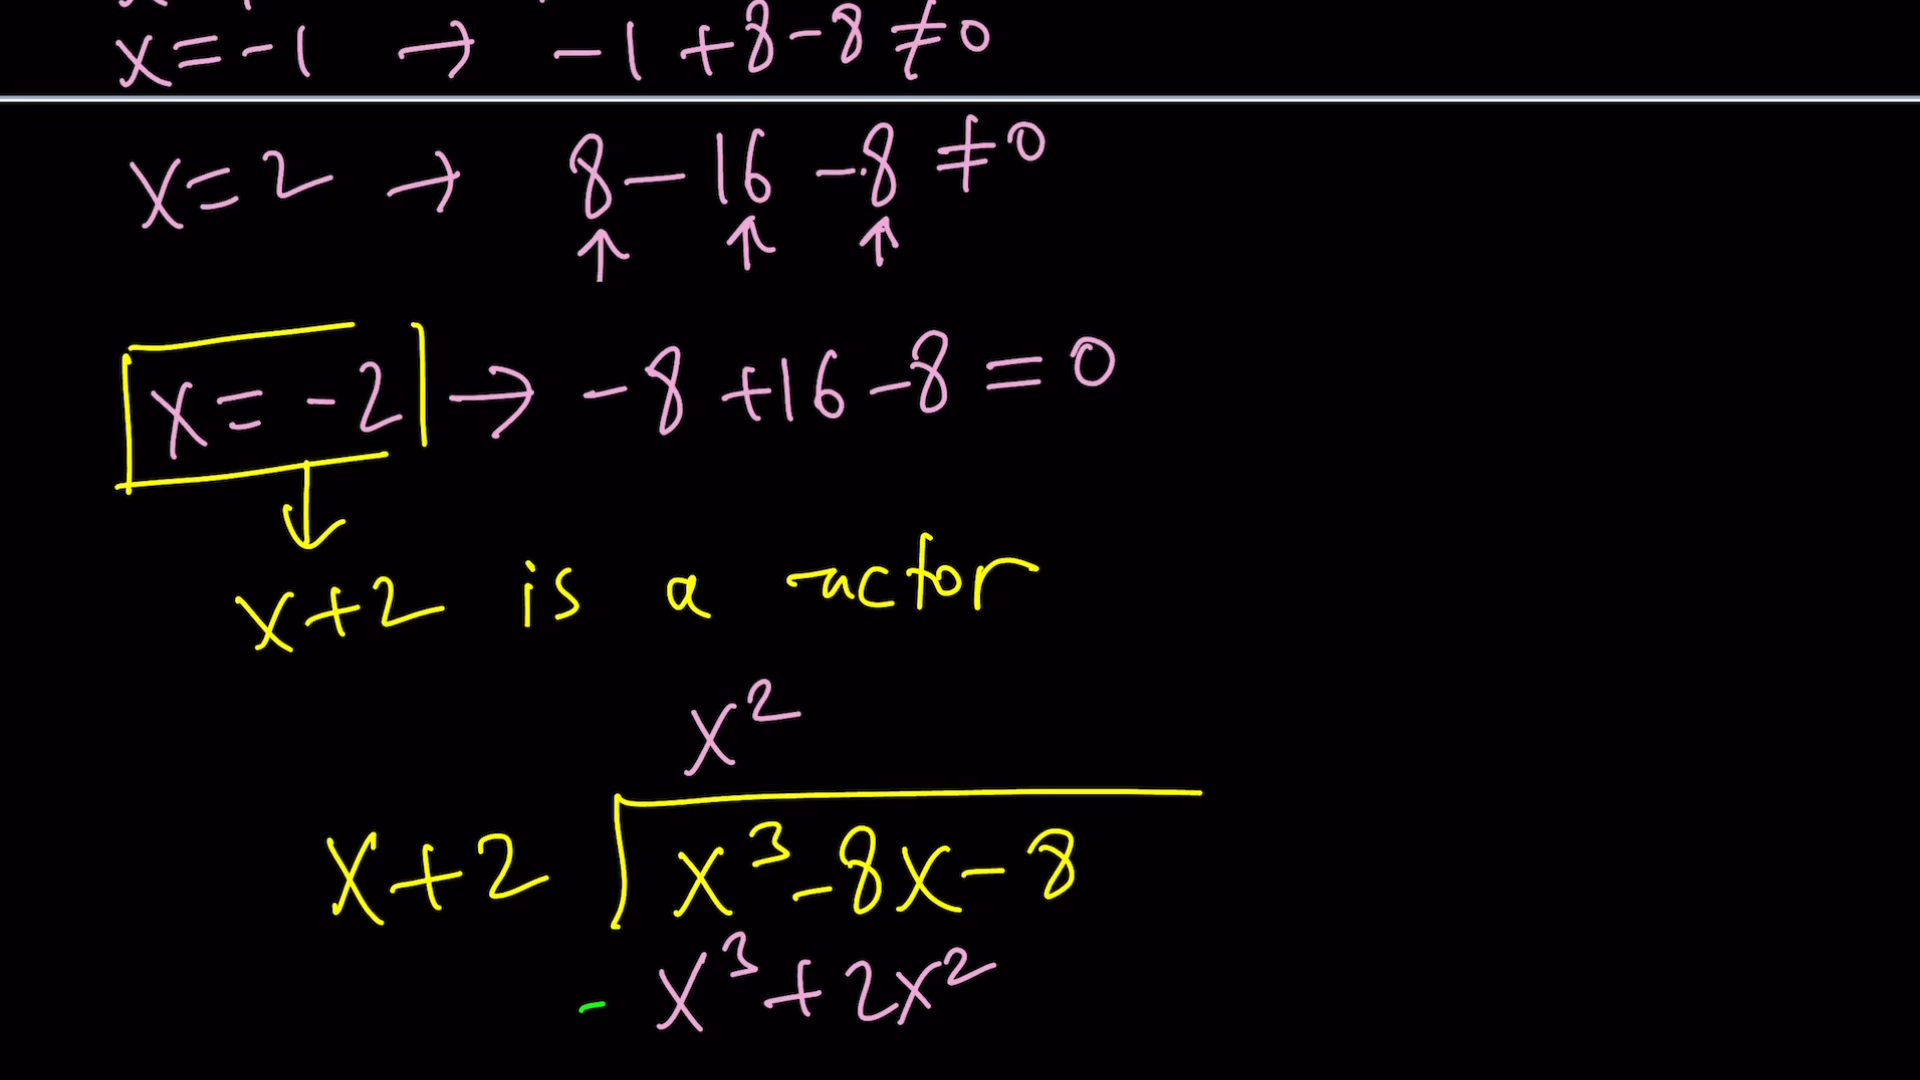 x = -1 → -1 + 8 - 8 ≠ 0
x = 2 → 8 - 16 - 8 ≠ 0
↑ ↑ ↑
x = -2 → -8 + 16 - 8 = 0
↓
x + 2 is a actor
x²
x + 2 x³ - 8x - 8
- x³ + 2x²